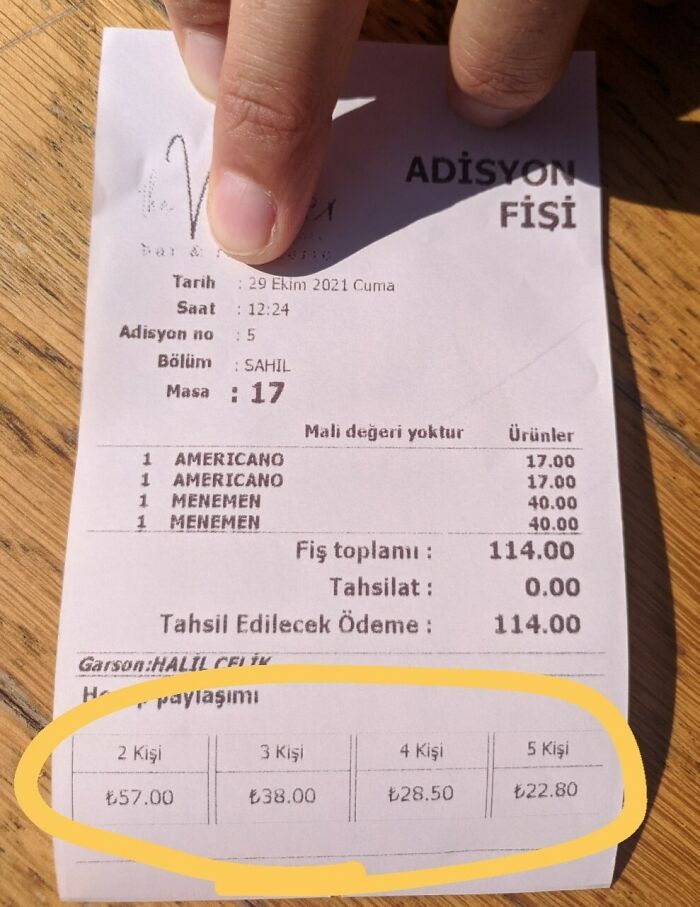 ADİSYON
FİŞİ
Tarih : 29 Ekim 2021 Cuma
Saat : 12:24
Adisyon no : 5
Bölüm : SAHİL
Masa : 17
Mali değeri yoktur Ürünler
1 AMERICANO 17.00
1 AMERICANO 17.00
1 MENEMEN 40.00
1 MENEMEN 40.00
Fiş toplamı : 114.00
Tahsilat : 0.00
Tahsil Edilecek Ödeme : 114.00
Garson:HALİL ÇELİK
paylaşımı
2 Kişi 3 Kişi 4 Kişi 5 Kişi
₺57.00 ₺38.00 ₺28.50 ₺22.80